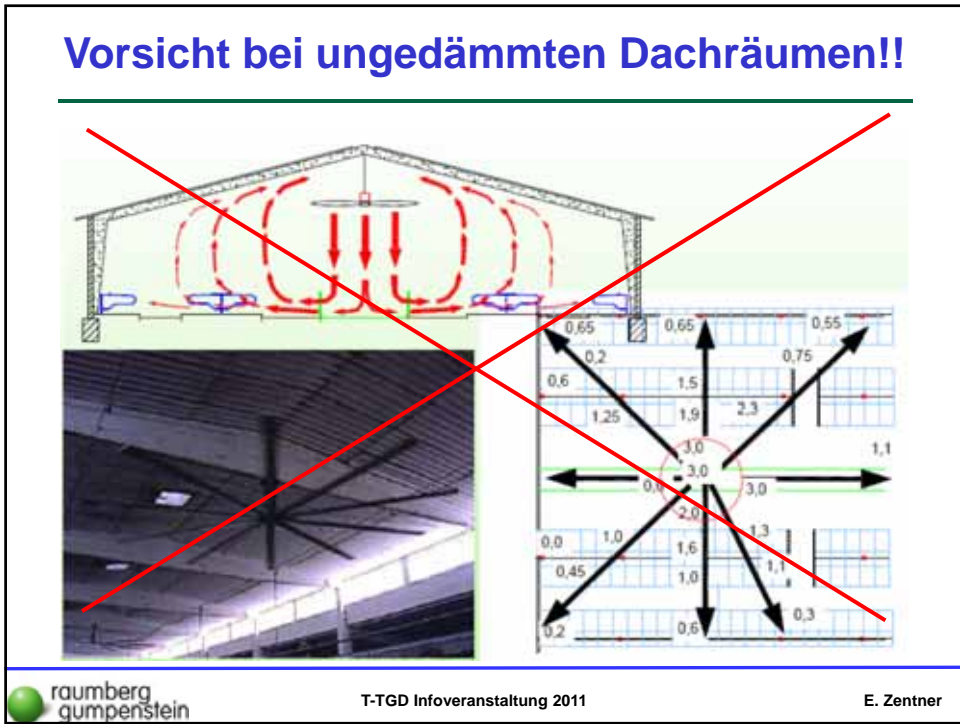 Vorsicht bei ungedämmten Dachräumen!!
0,65 0,65 0,55
0,2 0,75
0,6 1,5
1,25 1,9 2,3
3,0 1,1
3,0
0,6 3,0
2,0
0,0 1,0 1,6 1,3
0,45 1,0 1,1
0,2 0,6 0,3
raumberg
gumpenstein
T-TGD Infoveranstaltung 2011
E. Zentner